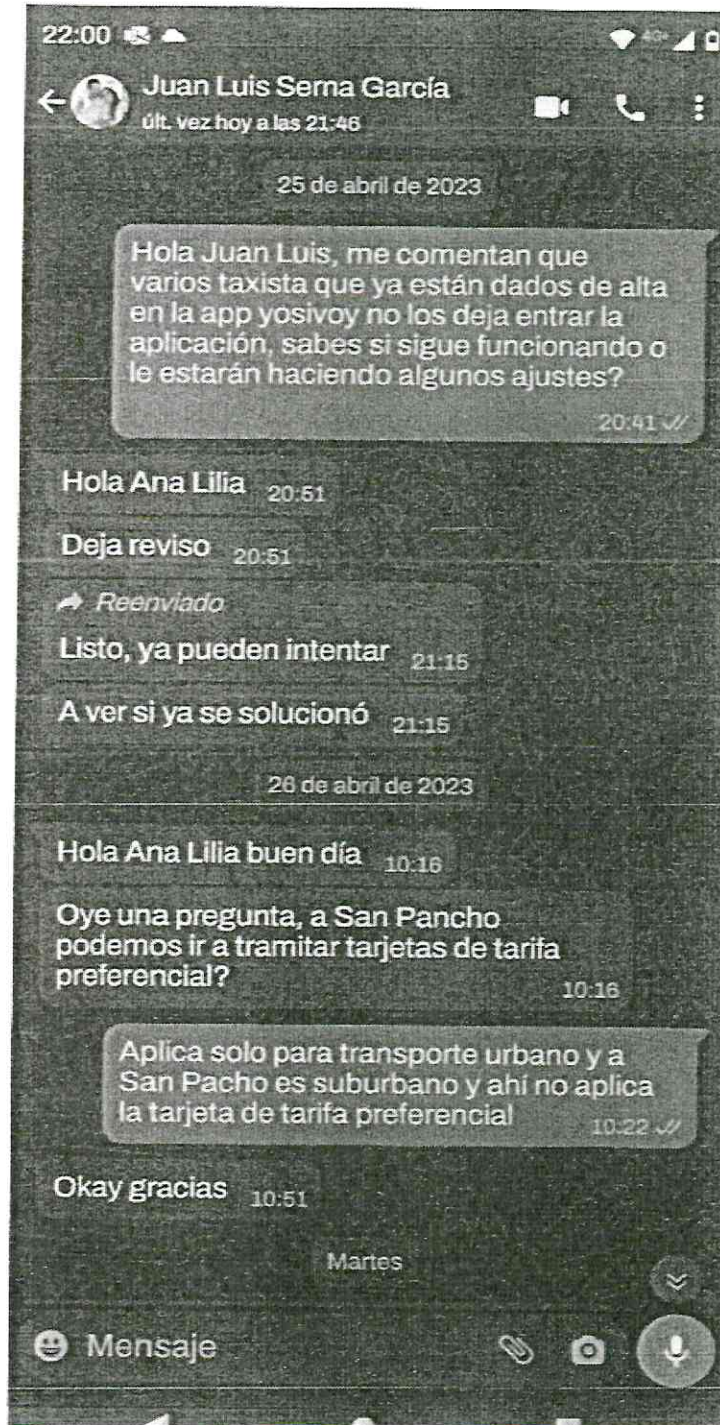 22:00
4G+
Juan Luis Serna García
últ. vez hoy a las 21:46
25 de abril de 2023
Hola Juan Luis, me comentan que
varios taxista que ya están dados de alta
en la app yosivoy no los deja entrar la
aplicación, sabes si sigue funcionando o
le estarán haciendo algunos ajustes?
20:41
Hola Ana Lilia 20:51
Deja reviso 20:51
Reenviado
Listo, ya pueden intentar 21:15
A ver si ya se solucionó 21:15
26 de abril de 2023
Hola Ana Lilia buen día 10:16
Oye una pregunta, a San Pancho
podemos ir a tramitar tarjetas de tarifa
preferencial?
10:16
Aplica solo para transporte urbano y a
San Pacho es suburbano y ahí no aplica
la tarjeta de tarifa preferencial 10:22
Okay gracias 10:51
Martes
Mensaje